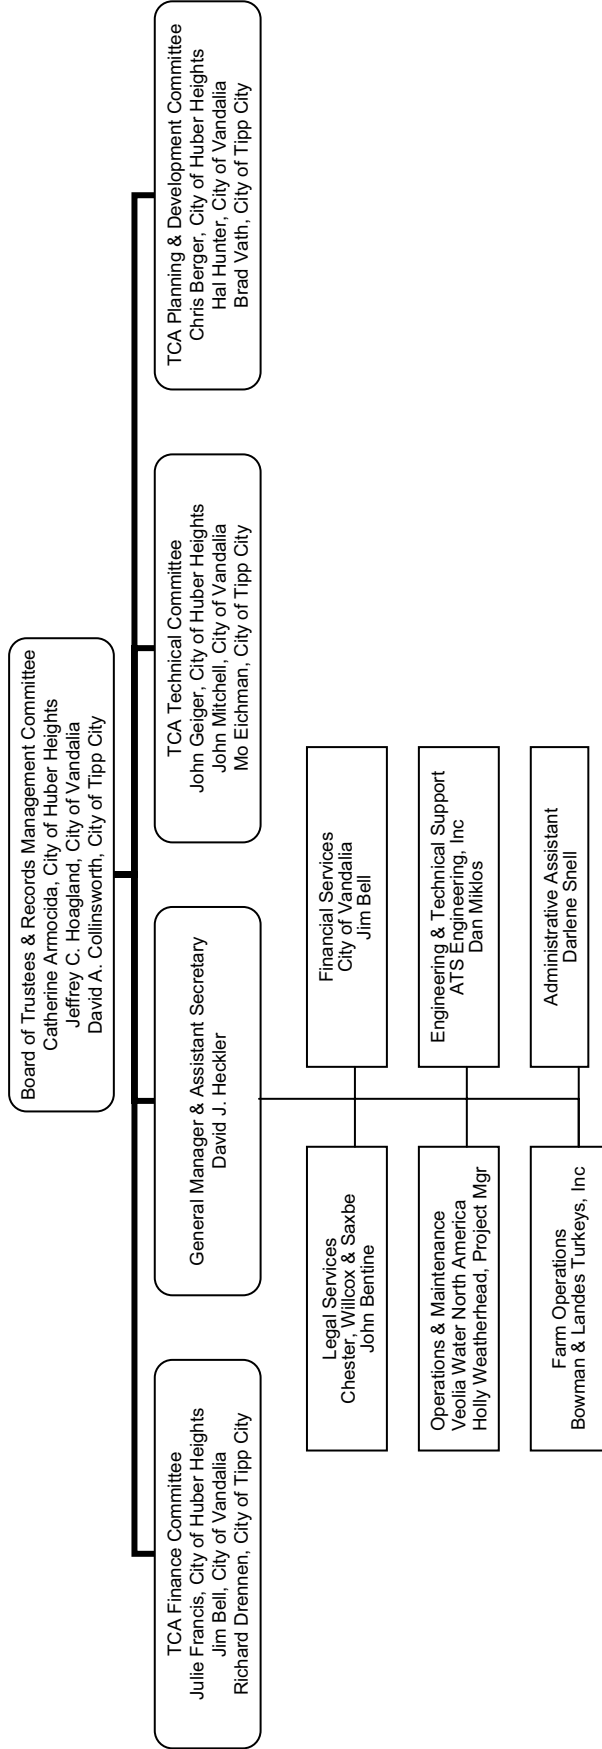 Board of Trustees & Records Management Committee
Catherine Armocida, City of Huber Heights
Jeffrey C. Hoagland, City of Vandalia
David A. Collinsworth, City of Tipp City
TCA Finance Committee
Julie Francis, City of Huber Heights
Jim Bell, City of Vandalia
Richard Drennen, City of Tipp City
General Manager & Assistant Secretary
David J. Heckler
TCA Technical Committee
John Geiger, City of Huber Heights
John Mitchell, City of Vandalia
Mo Eichman, City of Tipp City
TCA Planning & Development Committee
Chris Berger, City of Huber Heights
Hal Hunter, City of Vandalia
Brad Vath, City of Tipp City
Legal Services
Chester, Willcox & Saxbe
John Bentine
Financial Services
City of Vandalia
Jim Bell
Operations & Maintenance
Veolia Water North America
Holly Weatherhead, Project Mgr
Engineering & Technical Support
ATS Engineering, Inc
Dan Miklos
Farm Operations
Bowman & Landes Turkeys, Inc
Administrative Assistant
Darlene Snell